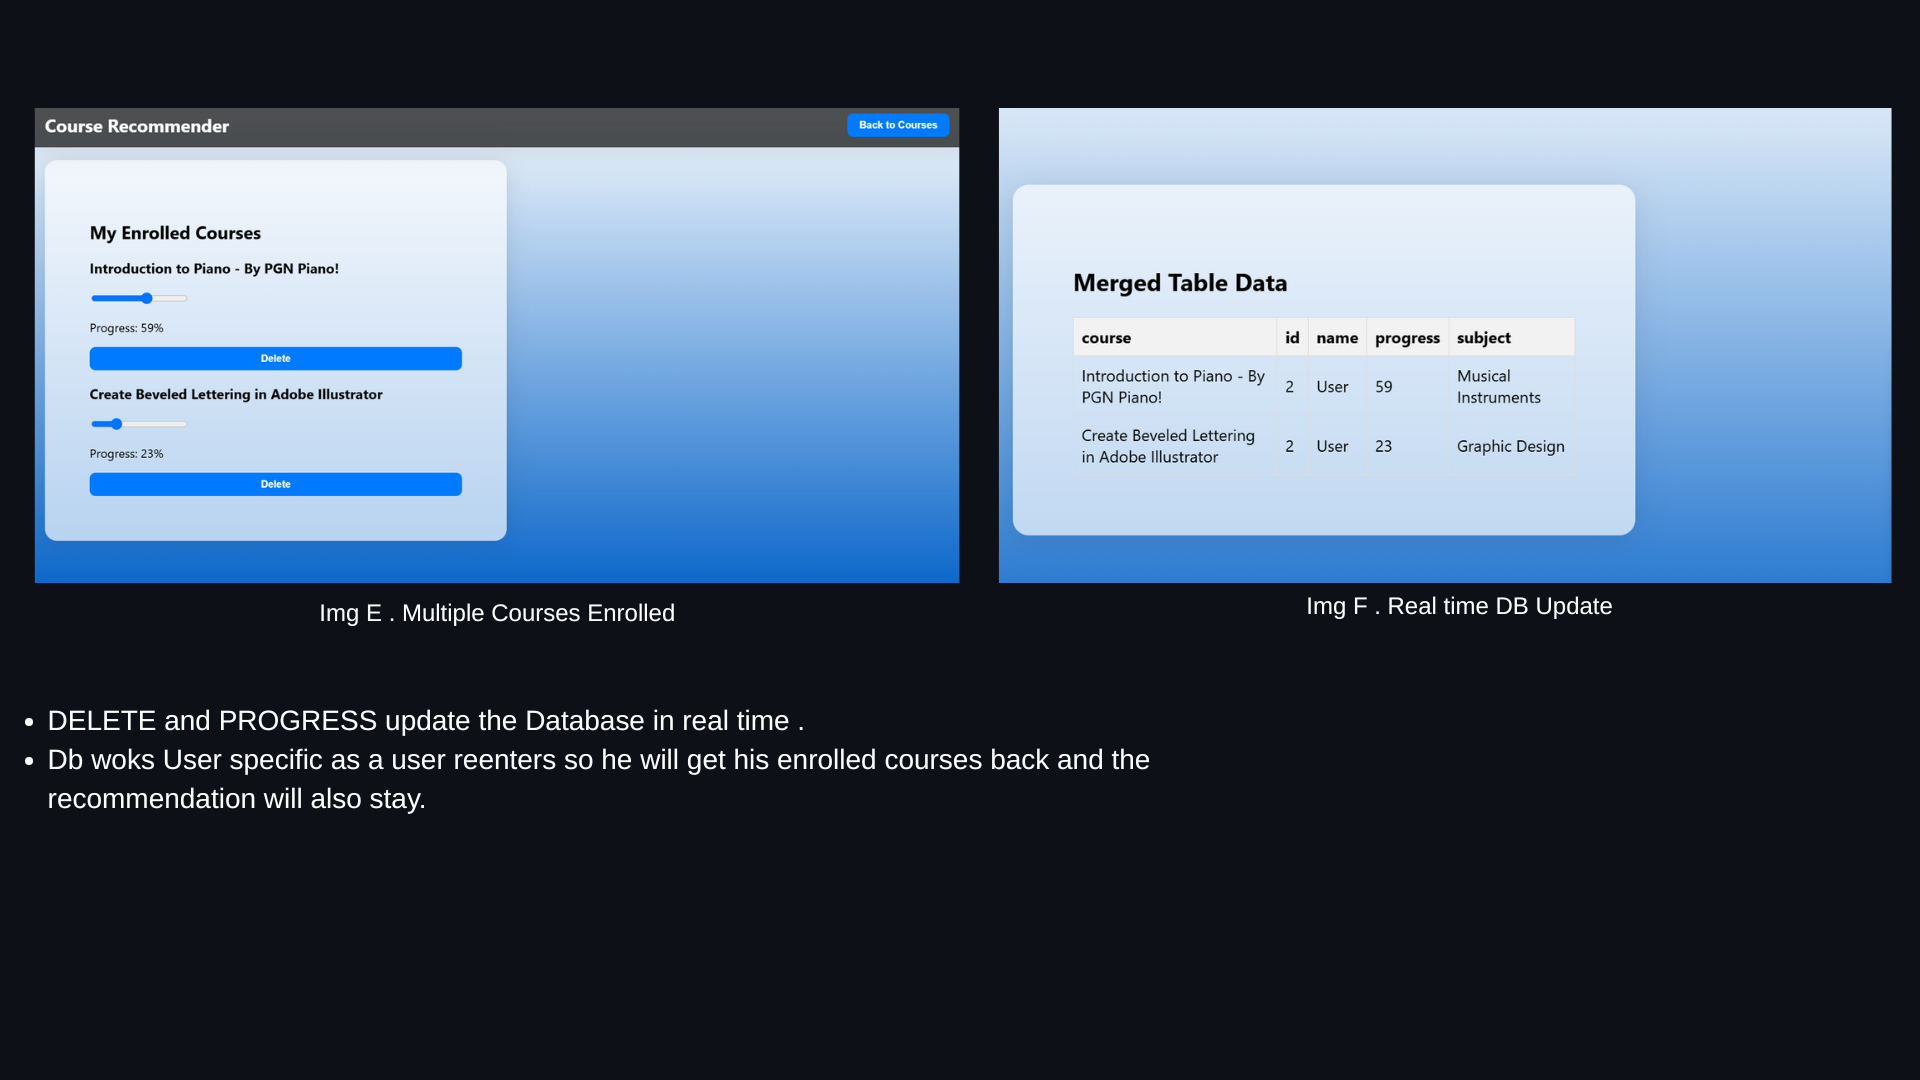 Course Recommender
Back to Courses
My Enrolled Courses
Introduction to Piano - By PGN Piano!
Progress: 59%
Delete
Create Beveled Lettering in Adobe Illustrator
Progress: 23%
Delete
Img E . Multiple Courses Enrolled
Merged Table Data
course id name progress subject
Introduction to Piano - By
PGN Piano!
2 User 59
Musical
Instruments
Create Beveled Lettering
in Adobe Illustrator
2 User 23 Graphic Design
Img F . Real time DB Update
• DELETE and PROGRESS update the Database in real time .
• Db woks User specific as a user reenters so he will get his enrolled courses back and the
recommendation will also stay.